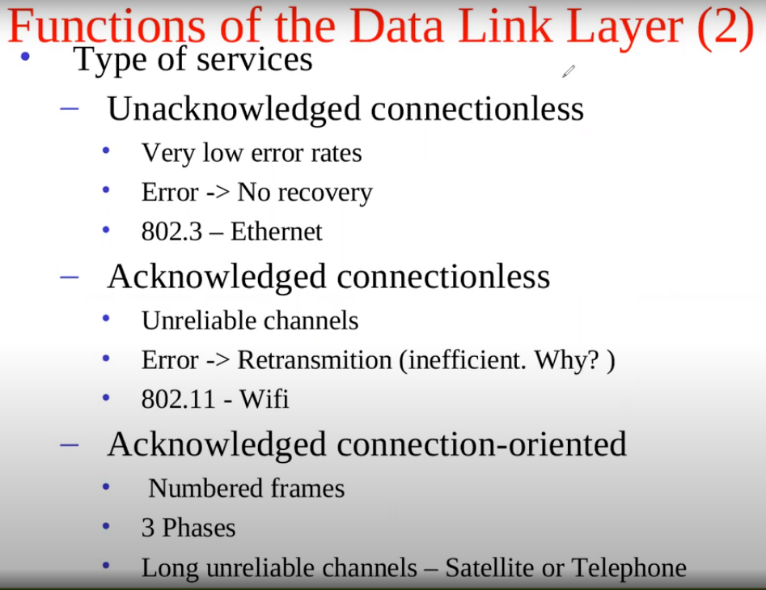 Functions of the Data Link Layer (2)
• Type of services
– Unacknowledged connectionless
• Very low error rates
• Error -> No recovery
• 802.3 – Ethernet
– Acknowledged connectionless
• Unreliable channels
• Error -> Retransmition (inefficient. Why? )
• 802.11 - Wifi
– Acknowledged connection-oriented
• Numbered frames
• 3 Phases
• Long unreliable channels – Satellite or Telephone